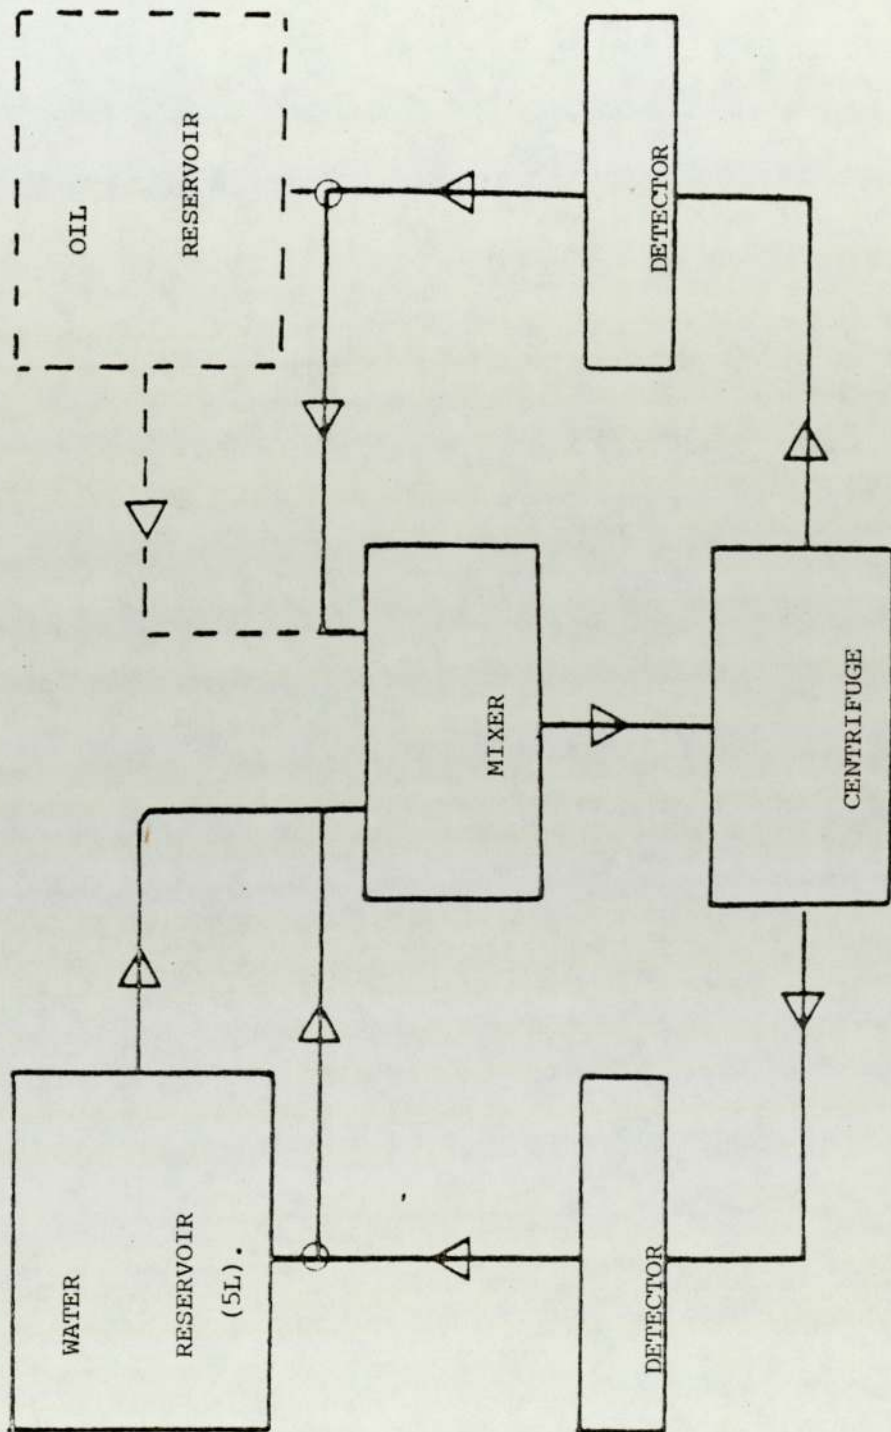 WATER
RESERVOIR
(5L).
OIL
RESERVOIR
MIXER
DETECTOR
DETECTOR
CENTRIFUGE